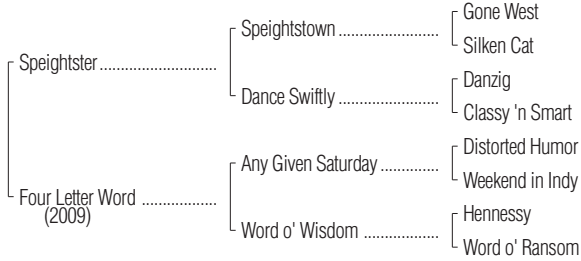 Gone West
Speightstown
Silken Cat
Speightster
Danzig
Dance Swiftly
Classy 'n Smart
Distorted Humor
Any Given Saturday
Weekend in Indy
Four Letter Word
(2009)
Hennessy
Word o' Wisdom
Word o' Ransom